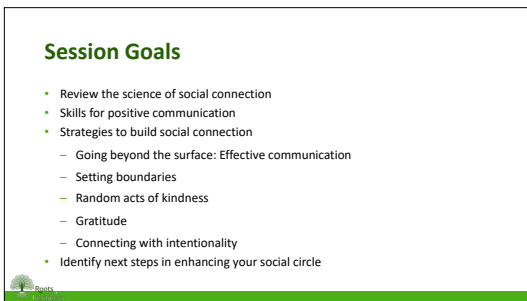 Session Goals
• Review the science of social connection
• Skills for positive communication
• Strategies to build social connection
– Going beyond the surface: Effective communication
– Setting boundaries
– Random acts of kindness
– Gratitude
– Connecting with intentionality
• Identify next steps in enhancing your social circle
Roots